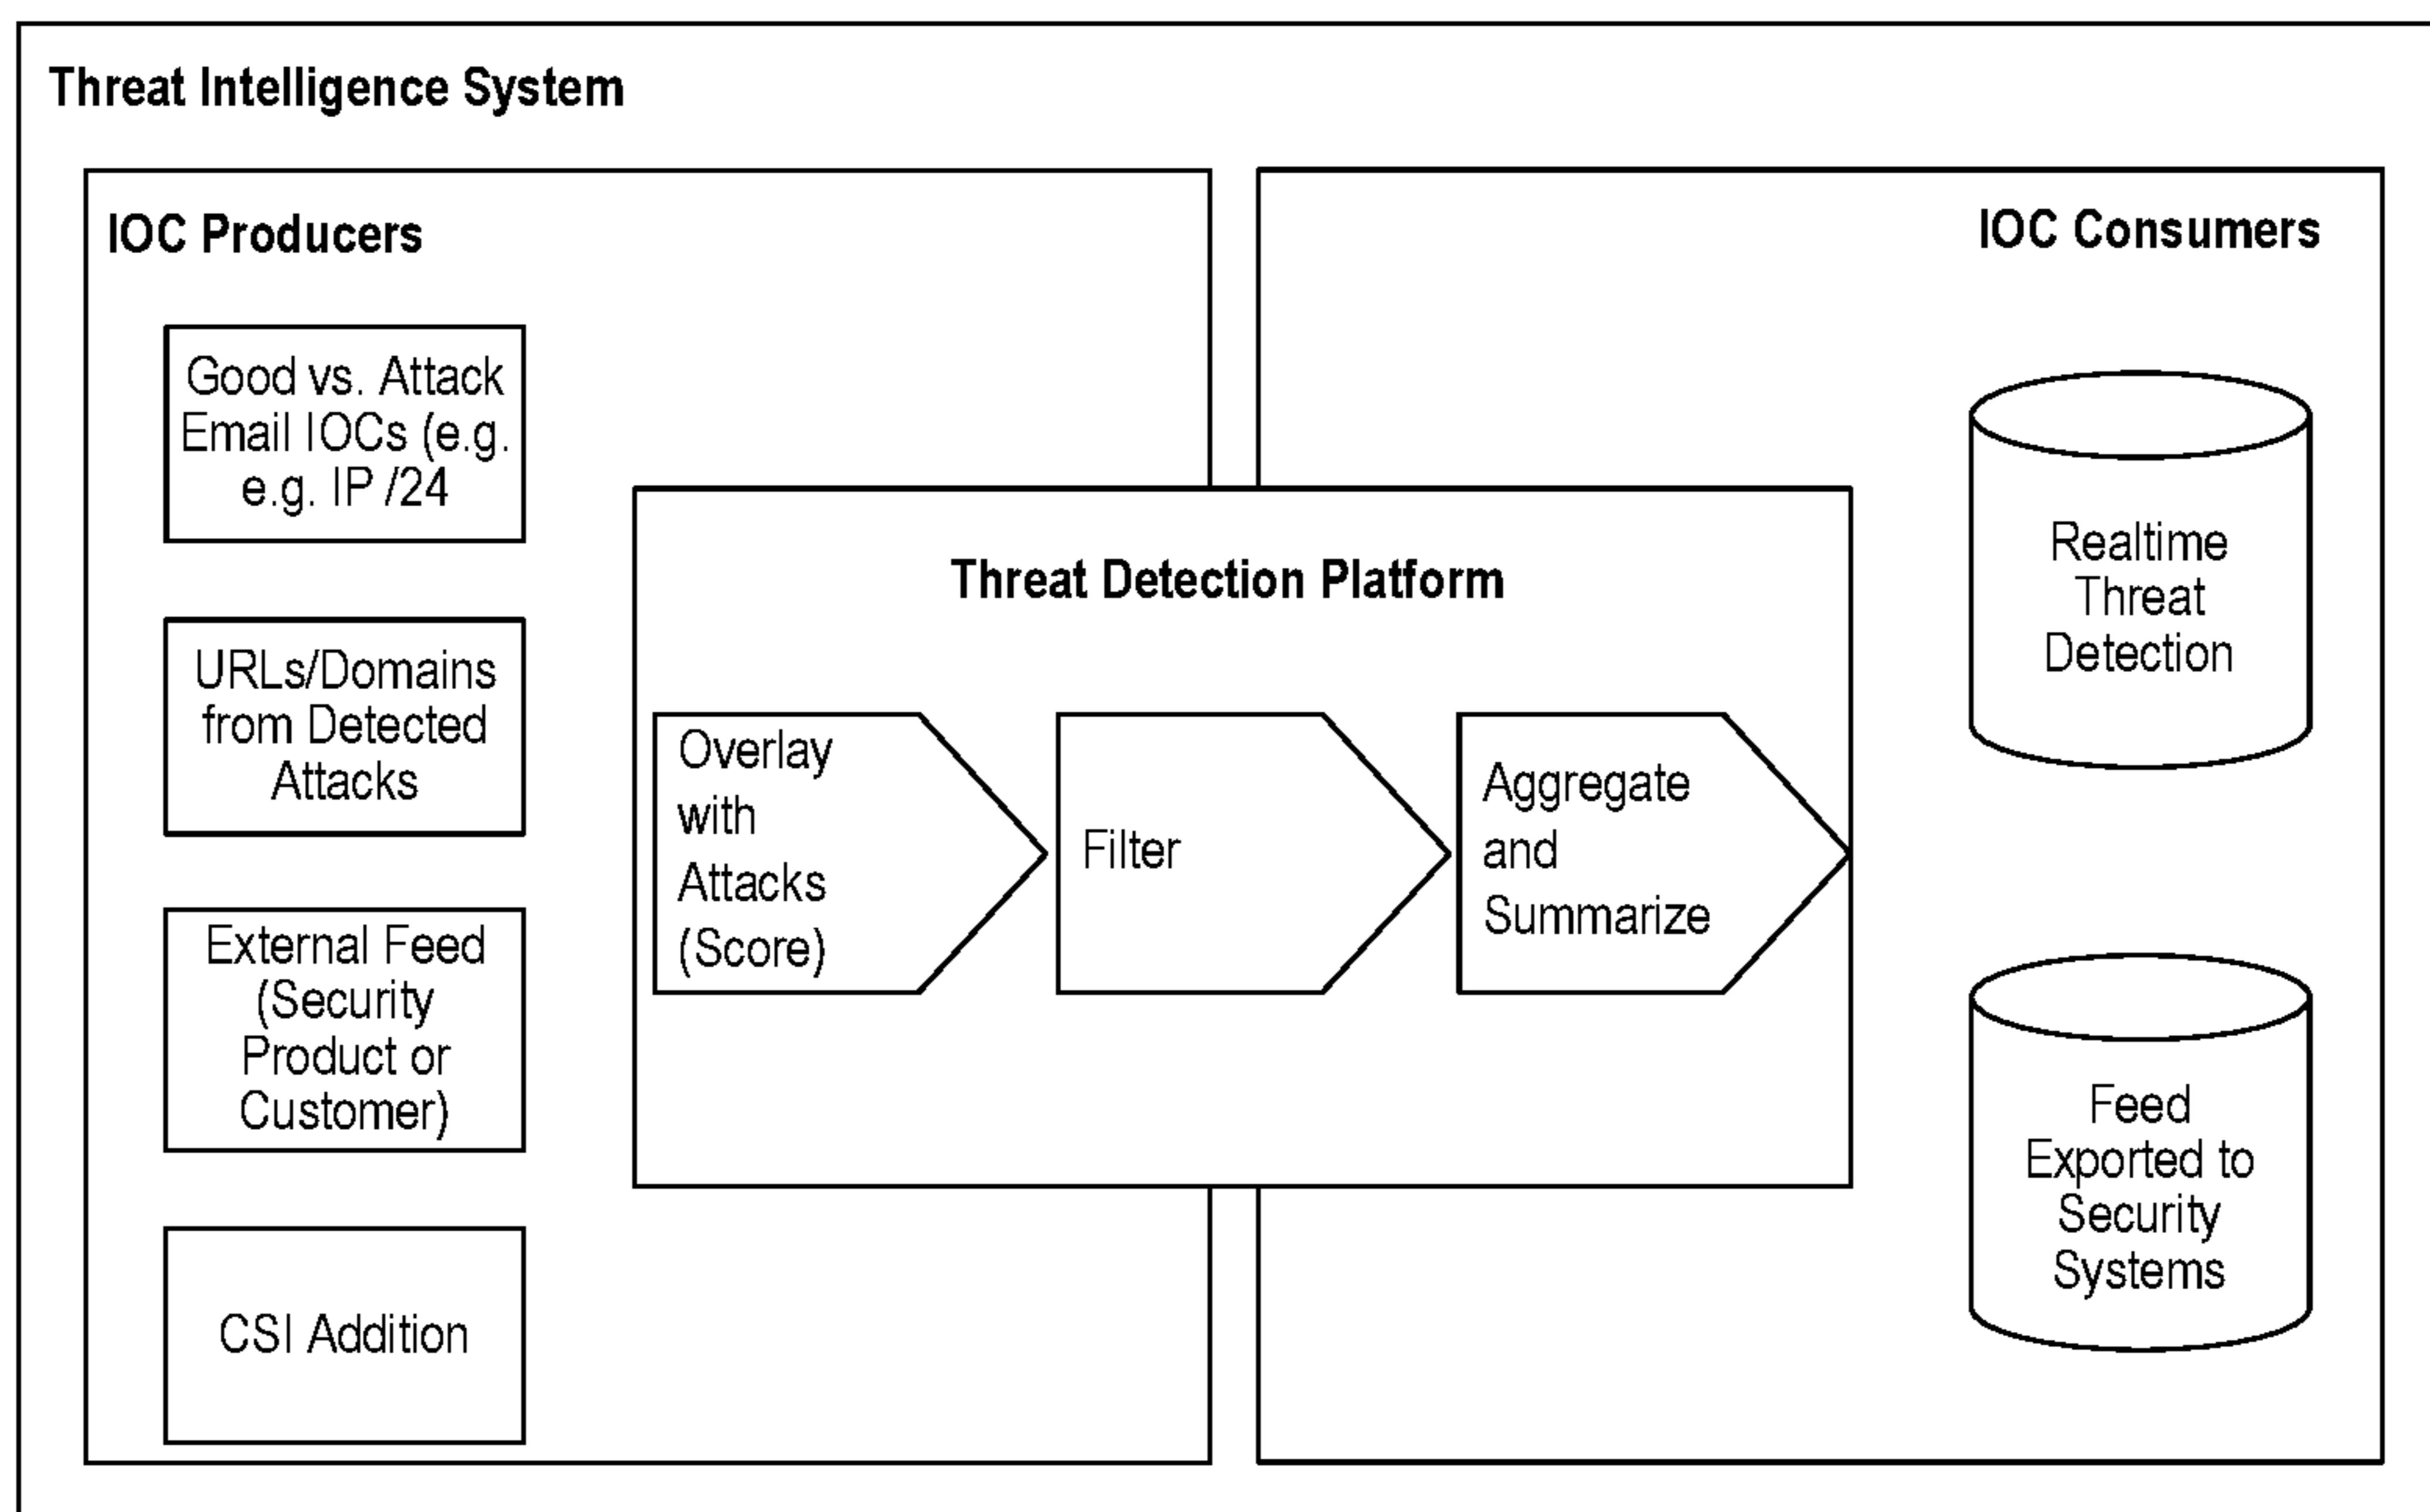 Threat Intelligence System
IOC Producers
Good vs. Attack
Email IOCs (e.g.
e.g. IP /24
URLs/Domains
from Detected
Attacks
External Feed
(Security
Product or
Customer)
CSI Addition
Threat Detection Platform
Overlay
with
Attacks
(Score)
Filter
Aggregate
and
Summarize
IOC Consumers
Realtime
Threat
Detection
Feed
Exported to
Security
Systems